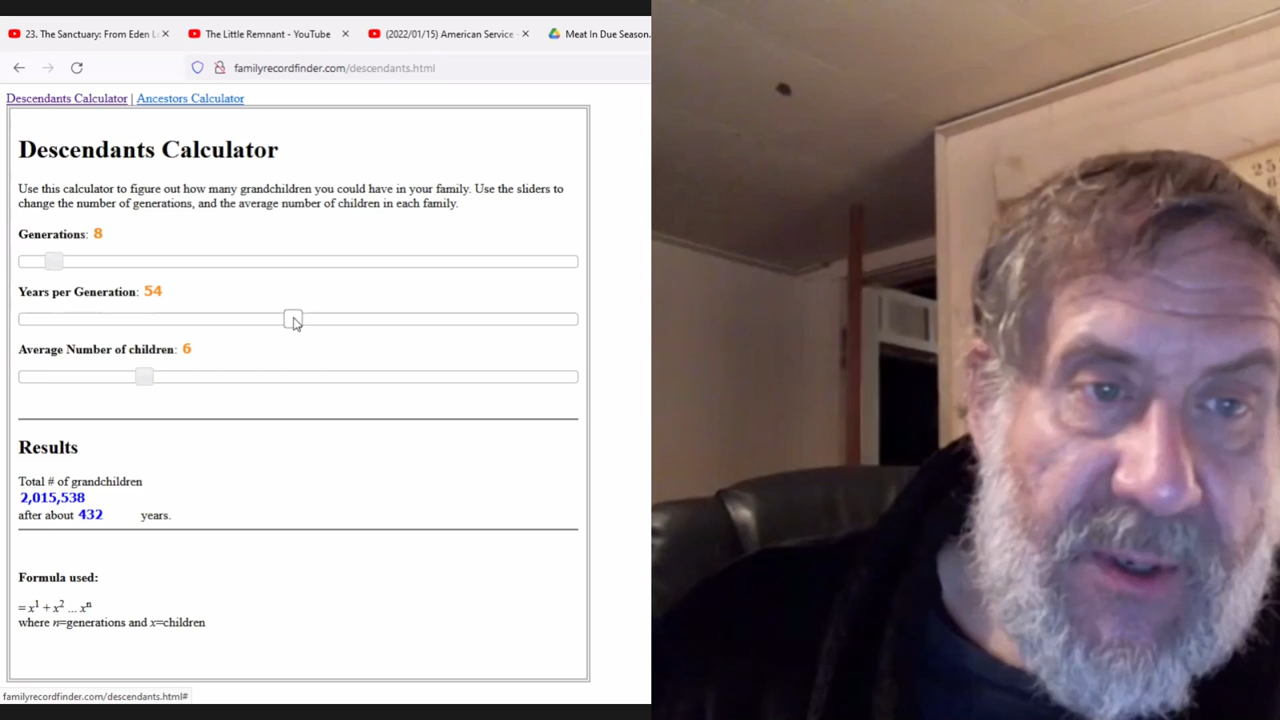 23. The Sanctuary: From Eden L
The Little Remnant - YouTube
(2022/01/15) American Service -
Meat In Due Season.
familyrecordfinder.com/descendants.html
Descendants Calculator | Ancestors Calculator
Descendants Calculator
Use this calculator to figure out how many grandchildren you could have in your family. Use the sliders to
change the number of generations, and the average number of children in each family.
Generations: 8
Years per Generation: 54
Average Number of children: 6
Results
Total # of grandchildren
2,015,538
after about 432 years.
Formula used:
= x¹ + x² ... xⁿ
where n=generations and x=children
familyrecordfinder.com/descendants.html#
25